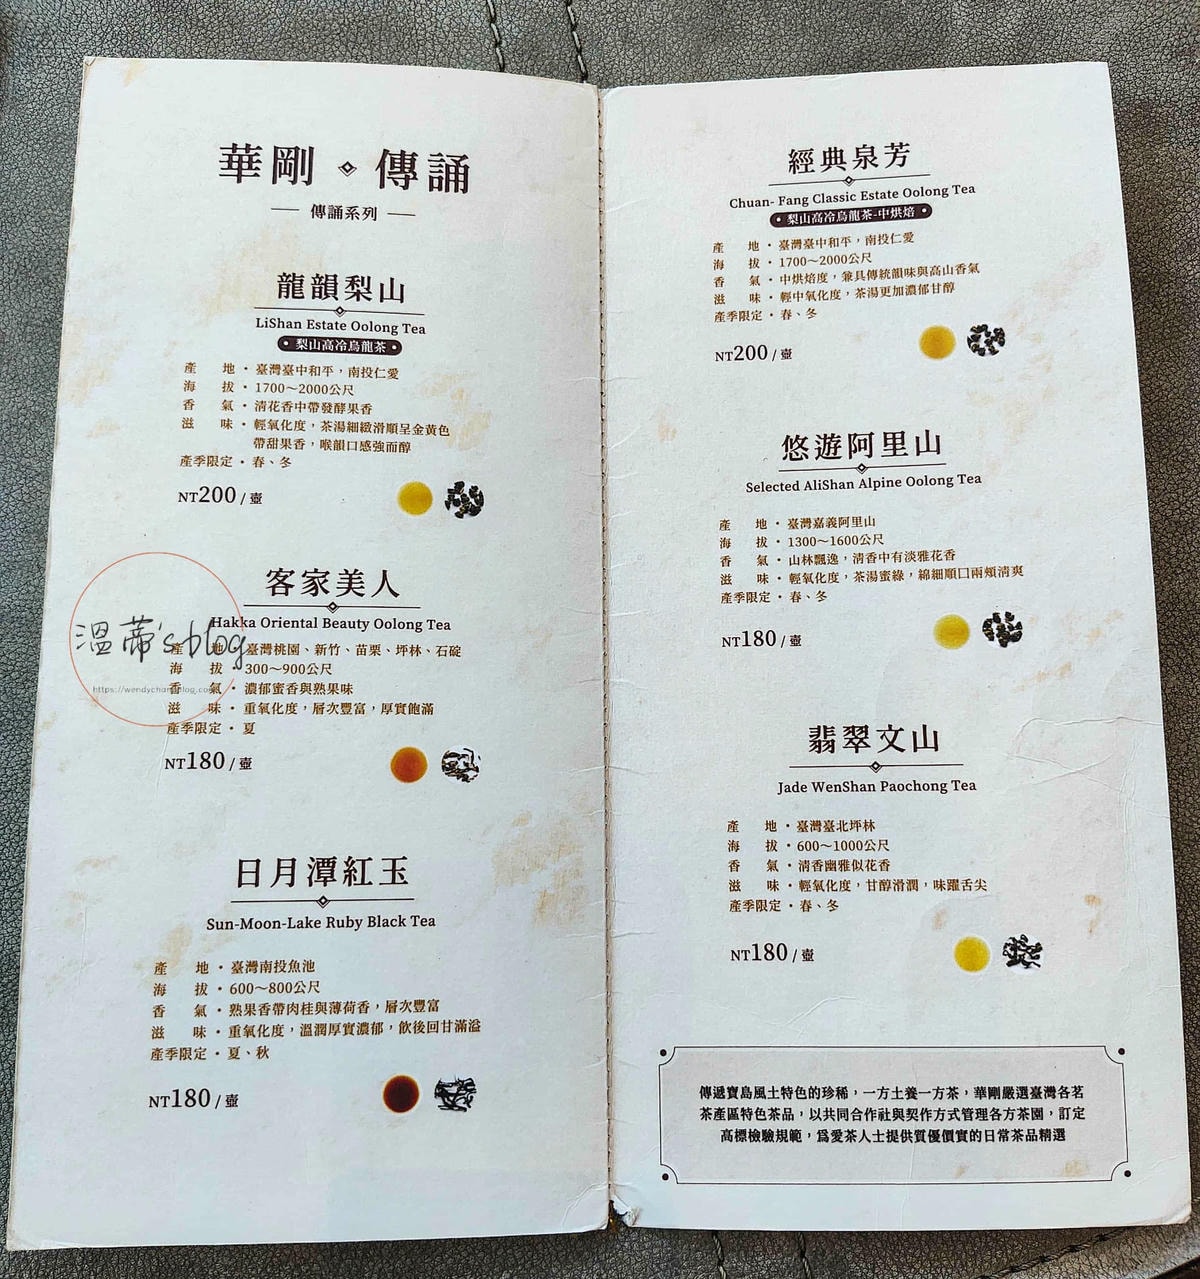 華剛 傳誦
傳誦系列
龍韻梨山
LiShan Estate Oolong Tea
梨山高冷烏龍茶
產 地・臺灣臺中和平，南投仁愛
海 拔・1700～2000公尺
香 氣・清花香中帶發酵果香
滋 味・輕氧化度，茶湯細緻滑順呈金黃色
帶甜果香，喉韻口感強而醇
產季限定・春、冬
NT200 / 壺
客家美人
Hakka Oriental Beauty Oolong Tea
產 地・臺灣桃園、新竹、苗栗、坪林、石碇
海 拔・300～900公尺
香 氣・濃郁蜜香與熟果味
滋 味・重氧化度，層次豐富，厚實飽滿
產季限定・夏
NT180 / 壺
溫蒂's blog
日月潭紅玉
Sun-Moon-Lake Ruby Black Tea
產 地・臺灣南投魚池
海 拔・600～800公尺
香 氣・熟果香帶肉桂與薄荷香，層次豐富
滋 味・重氧化度，溫潤厚實濃郁，飲後回甘滿溢
產季限定・夏、秋
NT180 / 壺
經典泉芳
Chuan- Fang Classic Estate Oolong Tea
梨山高冷烏龍茶-中烘焙
產 地・臺灣臺中和平，南投仁愛
海 拔・1700～2000公尺
香 氣・中烘焙度，兼具傳統韻味與高山香氣
滋 味・輕中氧化度，茶湯更加濃郁甘醇
產季限定・春、冬
NT200 / 壺
悠遊阿里山
Selected AliShan Alpine Oolong Tea
產 地・臺灣嘉義阿里山
海 拔・1300～1600公尺
香 氣・山林飄逸，清香中有淡雅花香
滋 味・輕氧化度，茶湯蜜綠，綿細順口兩頰清爽
產季限定・春、冬
NT180 / 壺
翡翠文山
Jade WenShan Paochong Tea
產 地・臺灣臺北坪林
海 拔・600～1000公尺
香 氣・清香幽雅似花香
滋 味・輕氧化度，甘醇滑潤，味躍舌尖
產季限定・春、冬
NT180 / 壺
傳遞寶島風土特色的珍稀，一方土養一方茶，華剛嚴選臺灣各茗
茶產區特色茶品，以共同合作社與契作方式管理各方茶園，訂定
高標檢驗規範，為愛茶人士提供質優價實的日常茶品精選